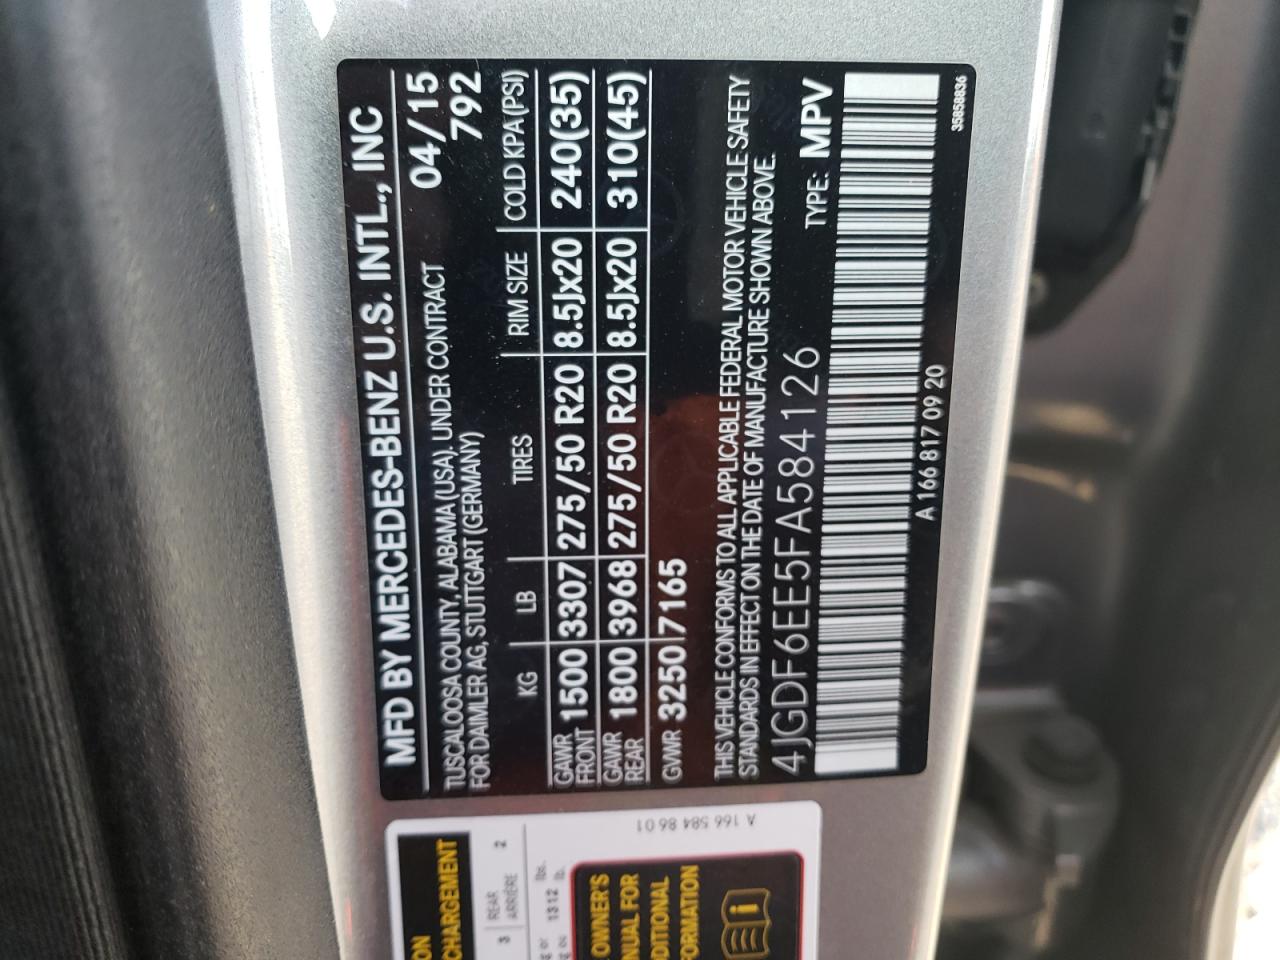 MFD BY MERCEDES-BENZ U.S. INTL., INC
TUSCALOOSA COUNTY, ALABAMA (USA). UNDER CONTRACT 04/15
FOR DAIMLER AG, STUTTGART (GERMANY) 792
KG LB TIRES RIM SIZE COLD KPA (PSI)
GAWR FRONT 1500 3307 275/50 R20 8.5Jx20 240(35)
GAWR REAR 1800 3968 275/50 R20 8.5Jx20 310(45)
GVWR 3250 7165
THIS VEHICLE CONFORMS TO ALL APPLICABLE FEDERAL MOTOR VEHICLE SAFETY
STANDARDS IN EFFECT ON THE DATE OF MANUFACTURE SHOWN ABOVE.
4JGDF6EE5FA584126 TYPE: MPV
A 166 817 09 20
35858836
A 166 584 86 01
CHARGEMENT
3 REAR 2
ARRIÈRE
1312 lbs.
lb.
OWNER'S
FOR